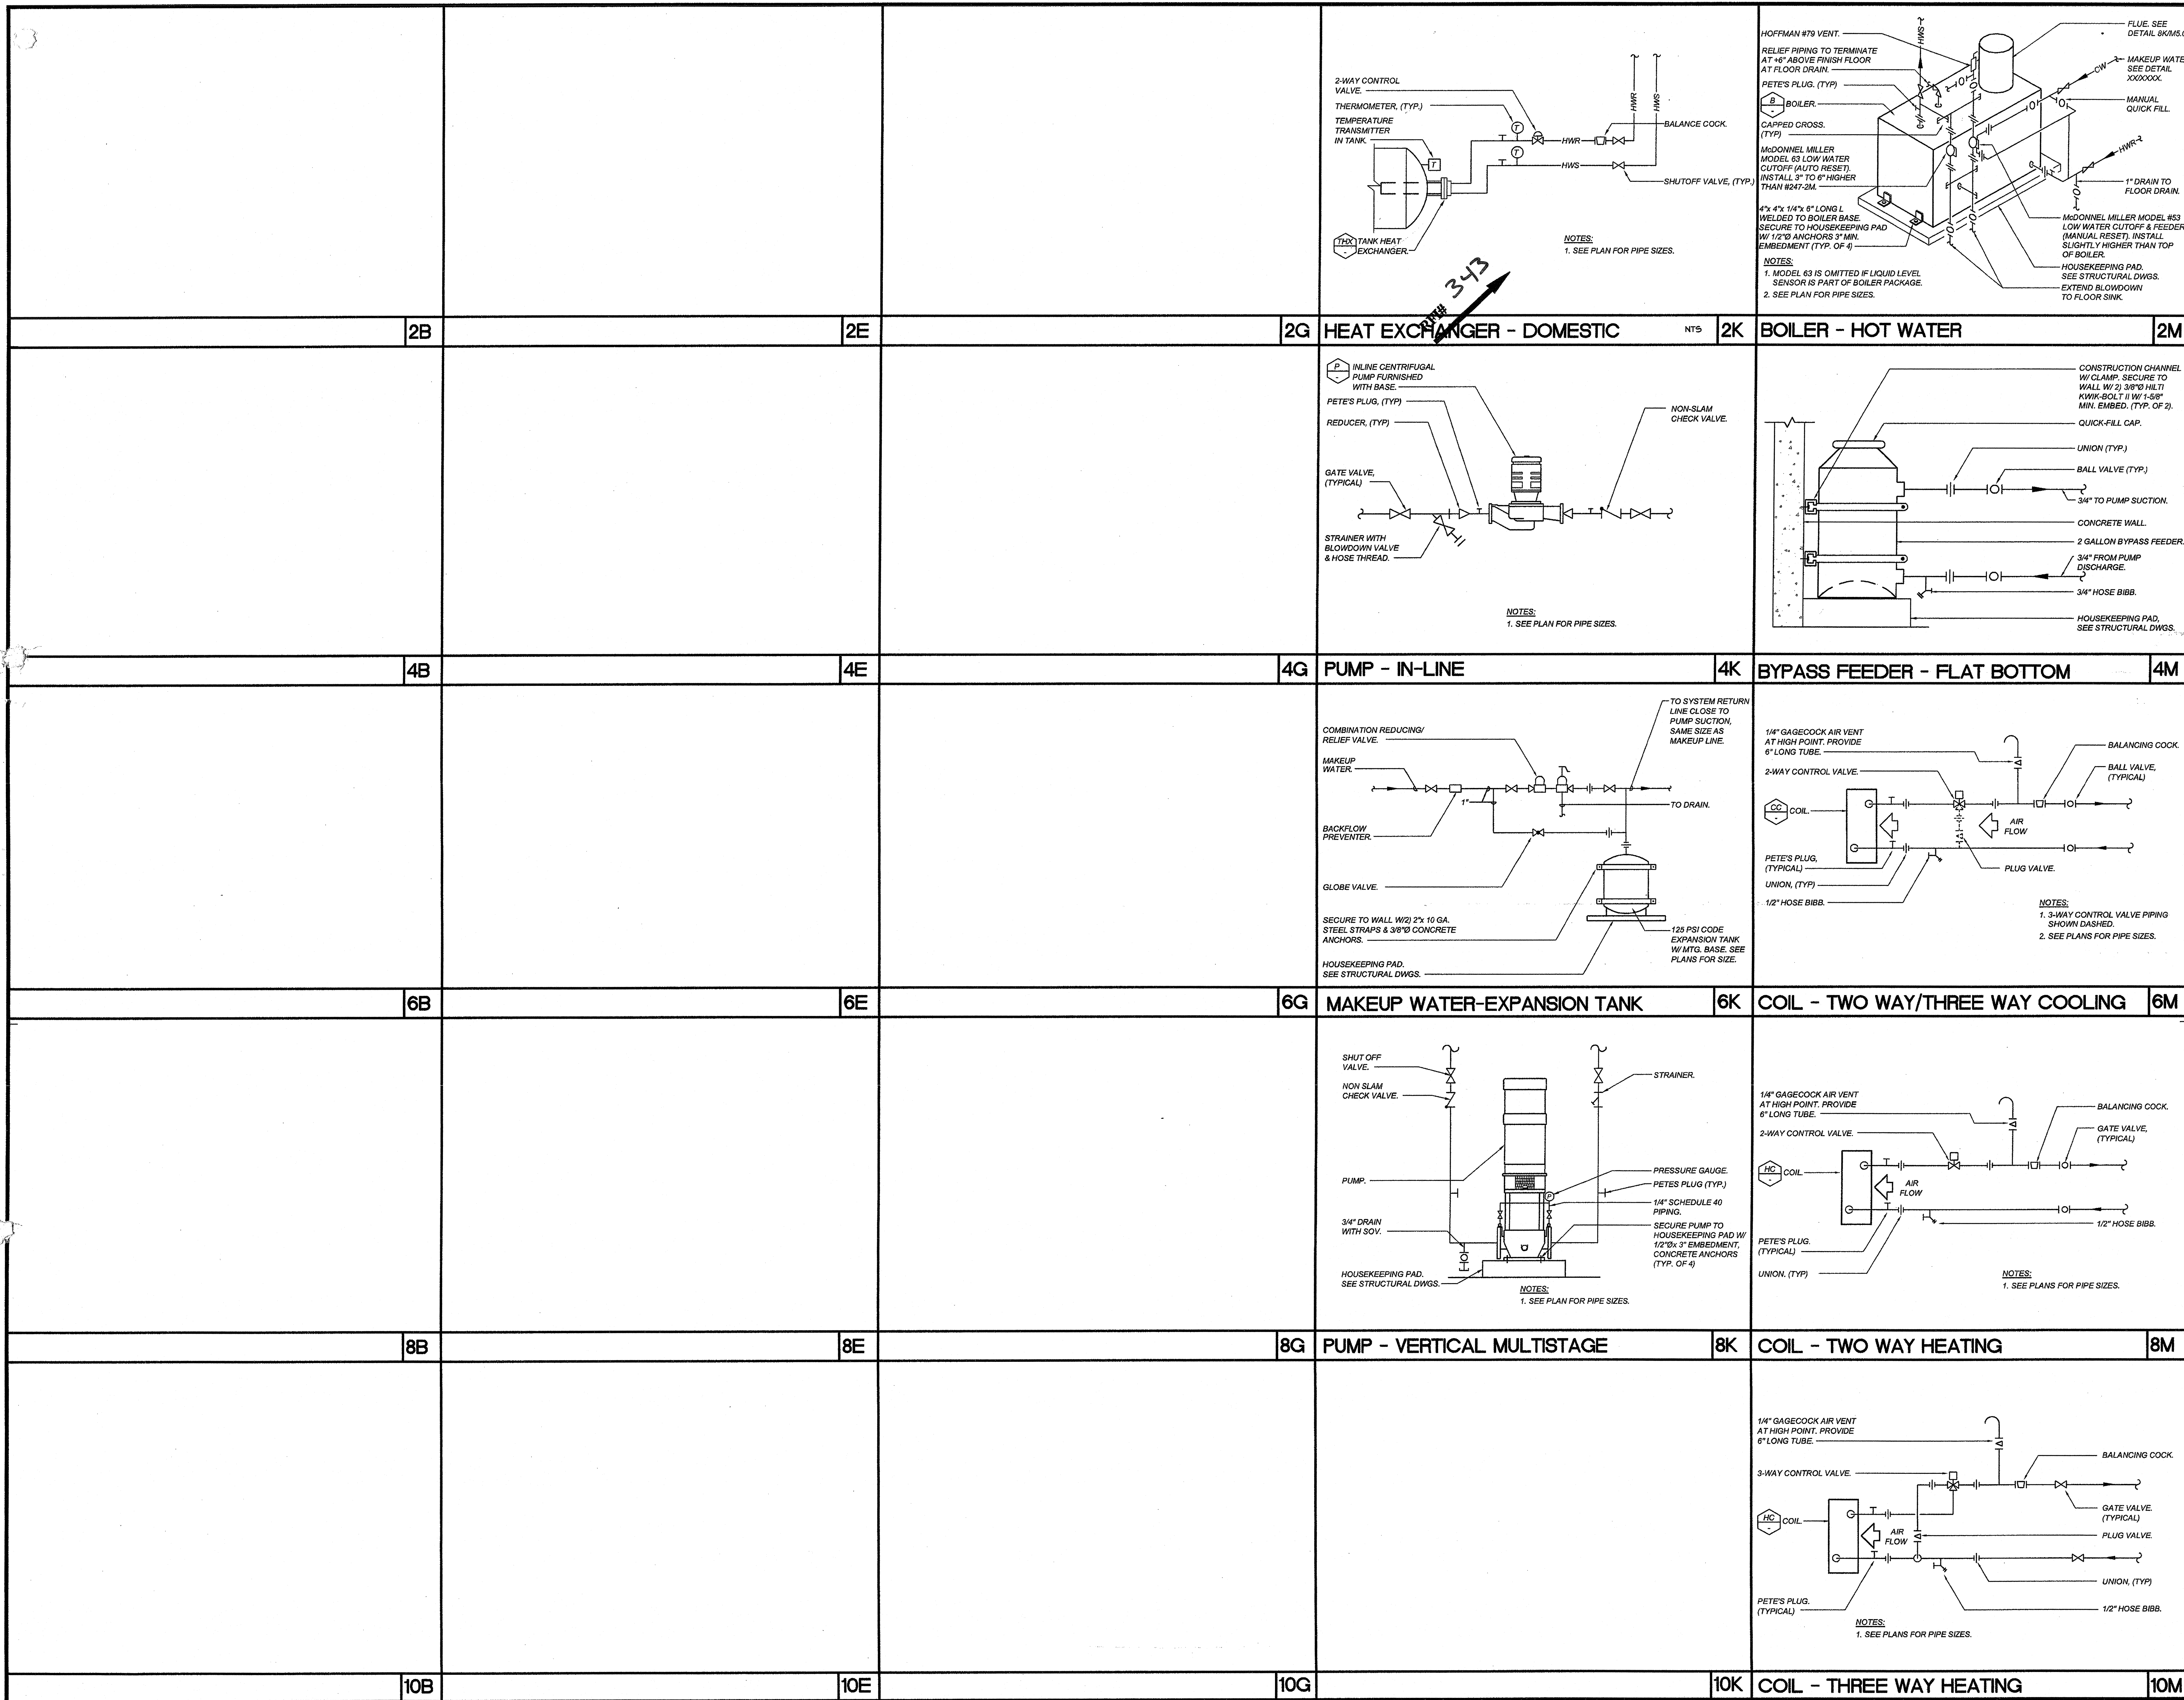 2-WAY CONTROL
VALVE.
THERMOMETER, (TYP.)
TEMPERATURE
TRANSMITTER
IN TANK.
T
T
T
HWR
HWS
HWR
HWS
BALANCE COCK.
SHUTOFF VALVE, (TYP.)
THX
-
TANK HEAT
EXCHANGER.
NOTES:
1. SEE PLAN FOR PIPE SIZES.
RFI# 343
2B
2E
2G
HEAT EXCHANGER - DOMESTIC
NTS
2K
HOFFMAN #79 VENT.
RELIEF PIPING TO TERMINATE
AT +6" ABOVE FINISH FLOOR
AT FLOOR DRAIN.
PETE'S PLUG. (TYP)
B
-
BOILER.
CAPPED CROSS.
(TYP)
McDONNEL MILLER
MODEL 63 LOW WATER
CUTOFF (AUTO RESET).
INSTALL 3" TO 6" HIGHER
THAN #247-2M.
4"x 4"x 1/4"x 6" LONG L
WELDED TO BOILER BASE.
SECURE TO HOUSEKEEPING PAD
W/ 1/2"Ø ANCHORS 3" MIN.
EMBEDMENT (TYP. OF 4)
NOTES:
1. MODEL 63 IS OMITTED IF LIQUID LEVEL
SENSOR IS PART OF BOILER PACKAGE.
2. SEE PLAN FOR PIPE SIZES.
HWS
CW
HWR
FLUE. SEE
DETAIL 8K/M5.
MAKEUP WATE
SEE DETAIL
XX/XXXX.
MANUAL
QUICK FILL.
1" DRAIN TO
FLOOR DRAIN.
McDONNEL MILLER MODEL #53
LOW WATER CUTOFF & FEEDER
(MANUAL RESET). INSTALL
SLIGHTLY HIGHER THAN TOP
OF BOILER.
HOUSEKEEPING PAD.
SEE STRUCTURAL DWGS.
EXTEND BLOWDOWN
TO FLOOR SINK.
BOILER - HOT WATER
2M
P
-
INLINE CENTRIFUGAL
PUMP FURNISHED
WITH BASE.
PETE'S PLUG, (TYP)
REDUCER, (TYP)
GATE VALVE,
(TYPICAL)
STRAINER WITH
BLOWDOWN VALVE
& HOSE THREAD.
NON-SLAM
CHECK VALVE.
NOTES:
1. SEE PLAN FOR PIPE SIZES.
4B
4E
4G
PUMP - IN-LINE
4K
CONSTRUCTION CHANNEL
W/ CLAMP. SECURE TO
WALL W/ 2) 3/8"Ø HILTI
KWIK-BOLT II W/ 1-5/8"
MIN. EMBED. (TYP. OF 2).
QUICK-FILL CAP.
UNION (TYP.)
BALL VALVE (TYP.)
3/4" TO PUMP SUCTION.
CONCRETE WALL.
2 GALLON BYPASS FEEDER.
3/4" FROM PUMP
DISCHARGE.
3/4" HOSE BIBB.
HOUSEKEEPING PAD,
SEE STRUCTURAL DWGS.
BYPASS FEEDER - FLAT BOTTOM
4M
COMBINATION REDUCING/
RELIEF VALVE.
MAKEUP
WATER.
1"
BACKFLOW
PREVENTER.
GLOBE VALVE.
SECURE TO WALL W/2) 2"x 10 GA.
STEEL STRAPS & 3/8"Ø CONCRETE
ANCHORS.
HOUSEKEEPING PAD.
SEE STRUCTURAL DWGS.
TO SYSTEM RETURN
LINE CLOSE TO
PUMP SUCTION,
SAME SIZE AS
MAKEUP LINE.
TO DRAIN.
125 PSI CODE
EXPANSION TANK
W/ MTG. BASE. SEE
PLANS FOR SIZE.
6B
6E
6G
MAKEUP WATER-EXPANSION TANK
6K
1/4" GAGECOCK AIR VENT
AT HIGH POINT. PROVIDE
6" LONG TUBE.
2-WAY CONTROL VALVE.
CC
-
COIL.
AIR
FLOW
PETE'S PLUG,
(TYPICAL)
UNION, (TYP)
1/2" HOSE BIBB.
BALANCING COCK.
BALL VALVE,
(TYPICAL)
PLUG VALVE.
NOTES:
1. 3-WAY CONTROL VALVE PIPING
SHOWN DASHED.
2. SEE PLANS FOR PIPE SIZES.
COIL - TWO WAY/THREE WAY COOLING
6M
SHUT OFF
VALVE.
NON SLAM
CHECK VALVE.
PUMP.
3/4" DRAIN
WITH SOV.
HOUSEKEEPING PAD.
SEE STRUCTURAL DWGS.
STRAINER.
P
PRESSURE GAUGE.
PETES PLUG (TYP.)
1/4" SCHEDULE 40
PIPING.
SECURE PUMP TO
HOUSEKEEPING PAD W/
1/2"Øx 3" EMBEDMENT,
CONCRETE ANCHORS
(TYP. OF 4)
NOTES:
1. SEE PLAN FOR PIPE SIZES.
8B
8E
8G
PUMP - VERTICAL MULTISTAGE
8K
1/4" GAGECOCK AIR VENT
AT HIGH POINT. PROVIDE
6" LONG TUBE.
2-WAY CONTROL VALVE.
HC
-
COIL.
AIR
FLOW
PETE'S PLUG.
(TYPICAL)
UNION. (TYP)
BALANCING COCK.
GATE VALVE,
(TYPICAL)
1/2" HOSE BIBB.
NOTES:
1. SEE PLANS FOR PIPE SIZES.
COIL - TWO WAY HEATING
8M
1/4" GAGECOCK AIR VENT
AT HIGH POINT. PROVIDE
6" LONG TUBE.
3-WAY CONTROL VALVE.
HC
-
COIL.
AIR
FLOW
PETE'S PLUG.
(TYPICAL)
BALANCING COCK.
GATE VALVE.
(TYPICAL)
PLUG VALVE.
UNION, (TYP)
1/2" HOSE BIBB.
NOTES:
1. SEE PLANS FOR PIPE SIZES.
10B
10E
10G
10K
COIL - THREE WAY HEATING
10M